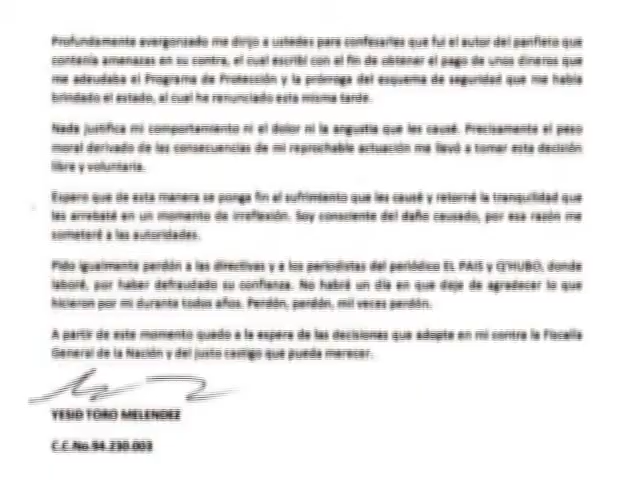 Profundamente avergonzado me dirijo a ustedes para confesarles que fui el autor del panfleto que
contenía amenazas en su contra, el cual escribí con el fin de obtener el pago de unos dineros que
me adeudaba el Programa de Protección y la prórroga del esquema de seguridad que me había
brindado el estado, al cual he renunciado esta misma tarde.
Nada justifica mi comportamiento ni el dolor ni la angustia que les causé. Precisamente el peso
moral derivado de las consecuencias de mi reprochable actuación me llevó a tomar esta decisión
libre y voluntaria.
Espero que de esta manera se ponga fin al sufrimiento que les causé y retorne la tranquilidad que
les arrebaté en un momento de irreflexión. Soy consciente del daño causado, por esa razón me
someteré a las autoridades.
Pido igualmente perdón a las directivas y a los periodistas del periódico EL PAIS y Q'HUBO, donde
laboré, por haber defraudado su confianza. No habrá un día en que deje de agradecer lo que
hicieron por mi durante todos años. Perdón, perdón, mil veces perdón.
A partir de este momento quedo a la espera de las decisiones que adopte en mi contra la Fiscalía
General de la Nación y del justo castigo que pueda merecer.
YESID TORO MELENDEZ
C.C.No.94.230.003